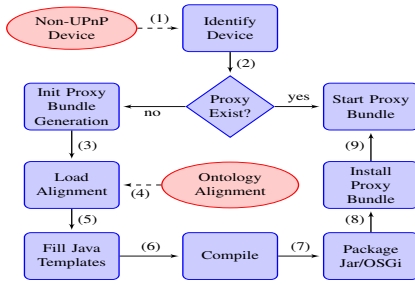 Non-UPnP
Device
(1)
Identify
Device
(2)
Init Proxy
Bundle
Generation
no
Proxy
Exist?
yes
Start Proxy
Bundle
(3)
(9)
Load
Alignment
(4)
Ontology
Alignment
Install
Proxy
Bundle
(5)
(8)
Fill Java
Templates
(6)
Compile
(7)
Package
Jar/OSGi